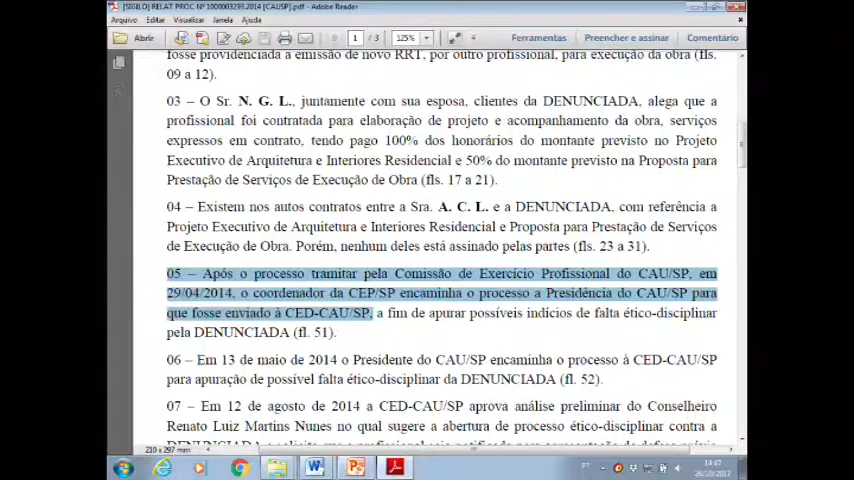 [SIGILO] RELAT PROC Nº 1000003293.2014 [CAUSP].pdf - Adobe Reader
Arquivo Editar Visualizar Janela Ajuda
Abrir 1 / 3 125% Ferramentas Preencher e assinar Comentário
fosse providenciada a emissão de novo RRT, por outro profissional, para execução da obra (fls.
09 a 12).
03 – O Sr. N. G. L., juntamente com sua esposa, clientes da DENUNCIADA, alega que a
profissional foi contratada para elaboração de projeto e acompanhamento da obra, serviços
expressos em contrato, tendo pago 100% dos honorários do montante previsto no Projeto
Executivo de Arquitetura e Interiores Residencial e 50% do montante previsto na Proposta para
Prestação de Serviços de Execução de Obra (fls. 17 a 21).
04 – Existem nos autos contratos entre a Sra. A. C. L. e a DENUNCIADA, com referência a
Projeto Executivo de Arquitetura e Interiores Residencial e Proposta para Prestação de Serviços
de Execução de Obra. Porém, nenhum deles está assinado pelas partes (fls. 23 a 31).
05 – Após o processo tramitar pela Comissão de Exercício Profissional do CAU/SP, em
29/04/2014, o coordenador da CEP/SP encaminha o processo a Presidência do CAU/SP para
que fosse enviado à CED-CAU/SP, a fim de apurar possíveis indícios de falta ético-disciplinar
pela DENUNCIADA (fl. 51).
06 – Em 13 de maio de 2014 o Presidente do CAU/SP encaminha o processo à CED-CAU/SP
para apuração de possível falta ético-disciplinar da DENUNCIADA (fl. 52).
07 – Em 12 de agosto de 2014 a CED-CAU/SP aprova análise preliminar do Conselheiro
Renato Luiz Martins Nunes no qual sugere a abertura de processo ético-disciplinar contra a
210 x 297 mm
PT 14:47
26/10/2017